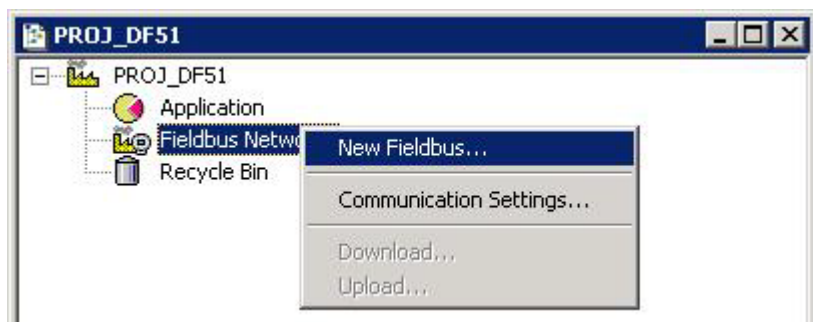 PROJ_DF51
PROJ_DF51
Application
Fieldbus Netwo
New Fieldbus...
Recycle Bin
Communication Settings...
Download...
Upload...